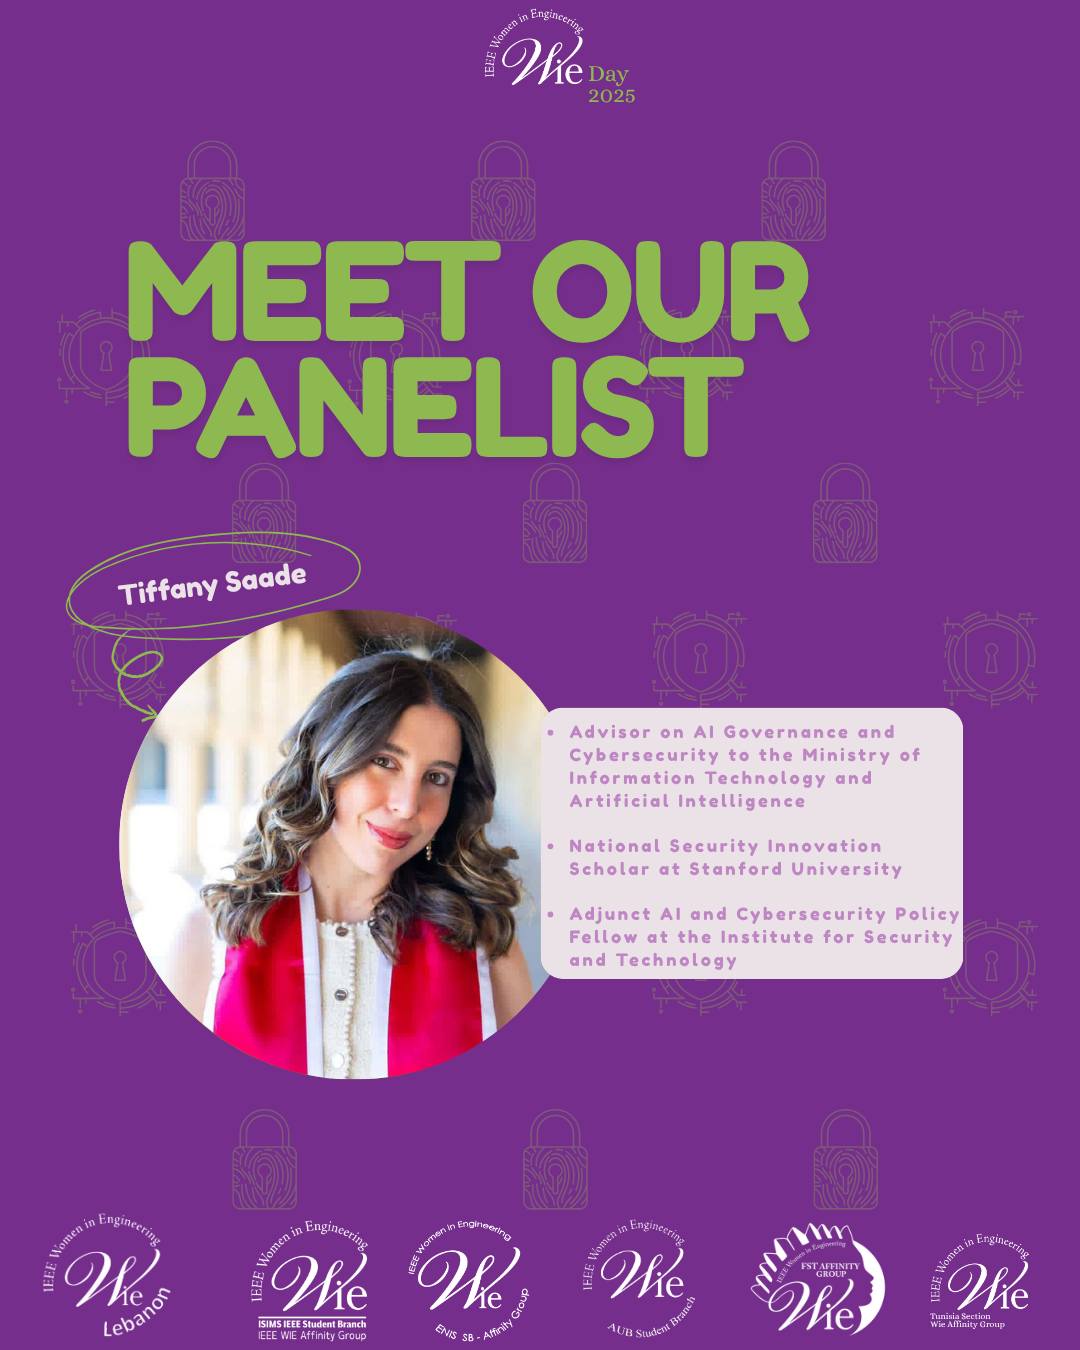 IEEE Women in Engineering
Wie Day
2025
MEET OUR
PANELIST
Tiffany Saade
• Advisor on AI Governance and
Cybersecurity to the Ministry of
Information Technology and
Artificial Intelligence
• National Security Innovation
Scholar at Stanford University
• Adjunct AI and Cybersecurity Policy
Fellow at the Institute for Security
and Technology
IEEE Women in Engineering
Wie
Lebanon
IEEE Women in Engineering
Wie
ISIMS IEEE Student Branch
IEEE WIE Affinity Group
IEEE Women in Engineering
Wie
ENIS SB - Affinity Group
IEEE Women in Engineering
Wie
AUB Student Branch
IEEE Women in Engineering
FST AFFINITY
GROUP
Wie
IEEE Women in Engineering
Wie
Tunisia Section
Wie Affinity Group